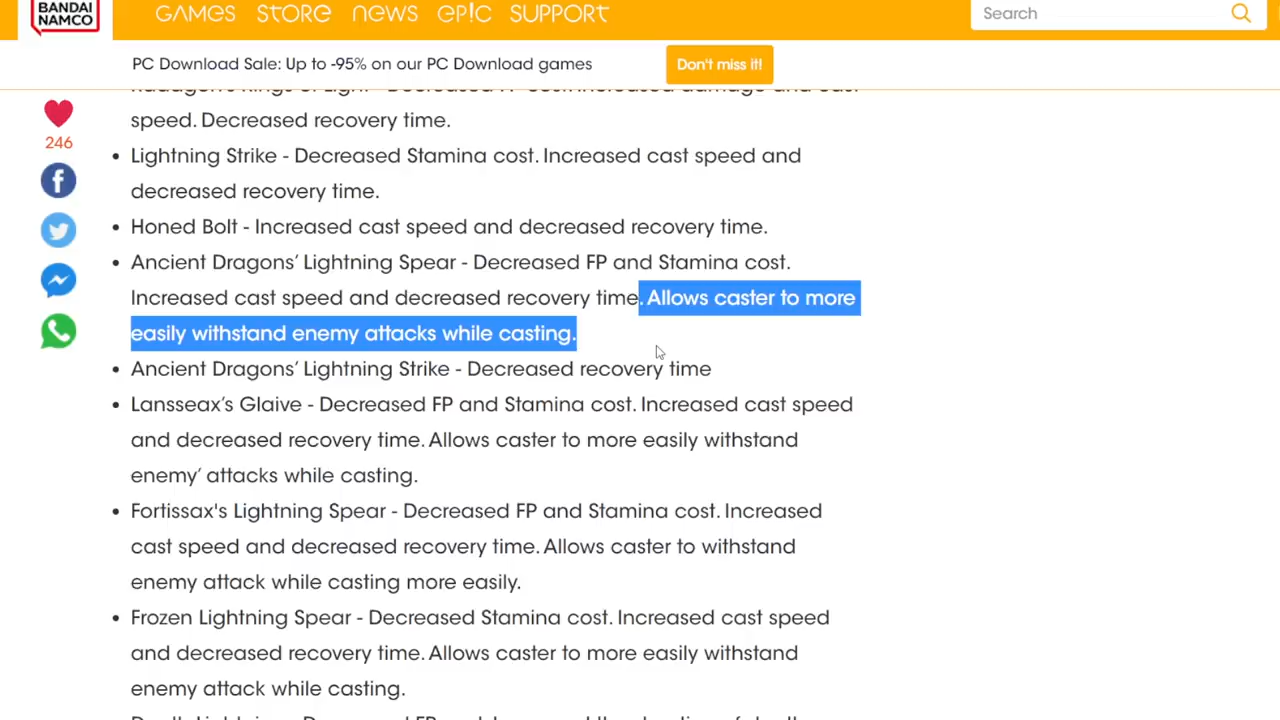 BANDAI
NAMCO
GAMES STORE NEWS EPIC SUPPORT
Search
PC Download Sale: Up to -95% on our PC Download games
Don't miss it!
speed. Decreased recovery time.
246
• Lightning Strike - Decreased Stamina cost. Increased cast speed and
decreased recovery time.
• Honed Bolt - Increased cast speed and decreased recovery time.
• Ancient Dragons’ Lightning Spear - Decreased FP and Stamina cost.
Increased cast speed and decreased recovery time. Allows caster to more
easily withstand enemy attacks while casting.
• Ancient Dragons’ Lightning Strike - Decreased recovery time
• Lansseax’s Glaive - Decreased FP and Stamina cost. Increased cast speed
and decreased recovery time. Allows caster to more easily withstand
enemy’ attacks while casting.
• Fortissax's Lightning Spear - Decreased FP and Stamina cost. Increased
cast speed and decreased recovery time. Allows caster to withstand
enemy attack while casting more easily.
• Frozen Lightning Spear - Decreased Stamina cost. Increased cast speed
and decreased recovery time. Allows caster to more easily withstand
enemy attack while casting.